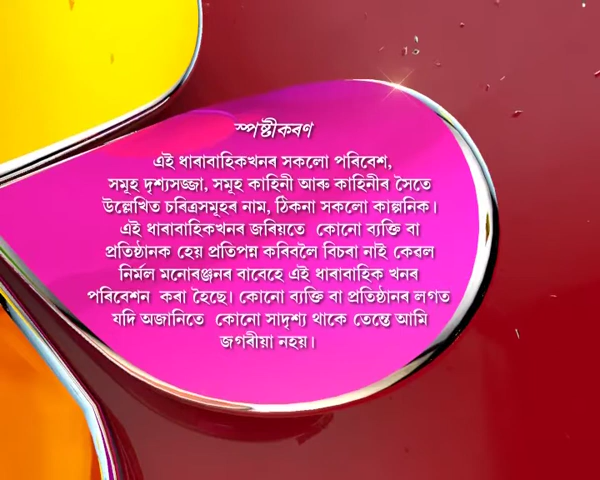 স্পষ্টীকৰণ
এই ধাৰাবাহিকখনৰ সকলো পৰিবেশ,
সমূহ দৃশ্যসজ্জা, সমূহ কাহিনী আৰু কাহিনীৰ সৈতে
উল্লেখিত চৰিত্ৰসমূহৰ নাম, ঠিকনা সকলো কাল্পনিক।
এই ধাৰাবাহিকখনৰ জৰিয়তে কোনো ব্যক্তি বা
প্ৰতিষ্ঠানক হেয় প্ৰতিপন্ন কৰিবলৈ বিচৰা নাই কেৱল
নিৰ্মল মনোৰঞ্জনৰ বাবেহে এই ধাৰাবাহিক খনৰ
পৰিবেশন কৰা হৈছে। কোনো ব্যক্তি বা প্ৰতিষ্ঠানৰ লগত
যদি অজানিতে কোনো সাদৃশ্য থাকে তেন্তে আমি
জগৰীয়া নহয়।